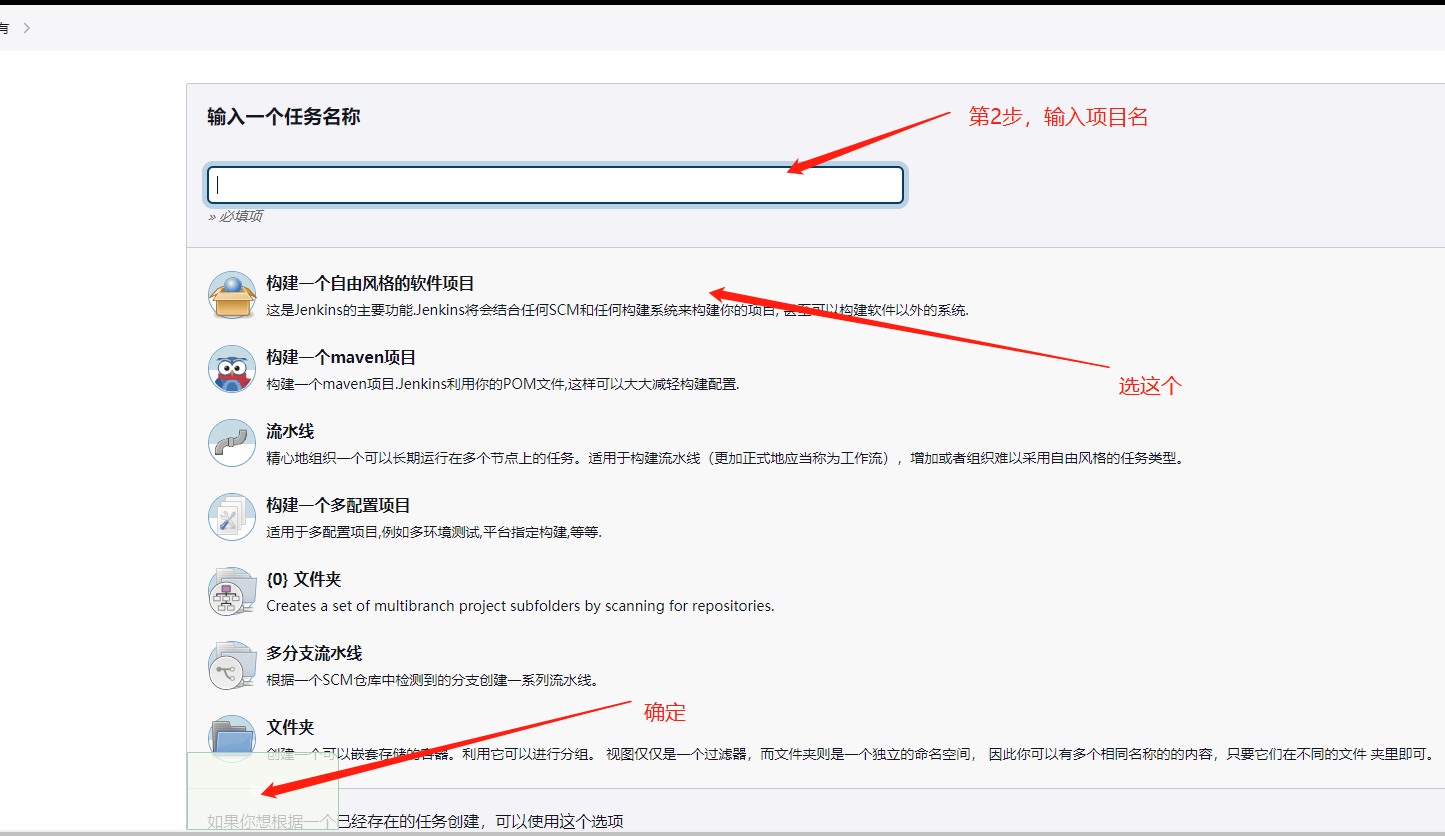 有
输入一个任务名称
第2步，输入项目名
» 必填项
构建一个自由风格的软件项目
这是Jenkins的主要功能.Jenkins将会结合任何SCM和任何构建系统来构建你的项目, 甚至可以构建软件以外的系统.
构建一个maven项目
构建一个maven项目.Jenkins利用你的POM文件,这样可以大大减轻构建配置.
选这个
流水线
精心地组织一个可以长期运行在多个节点上的任务。适用于构建流水线（更加正式地应当称为工作流），增加或者组织难以采用自由风格的任务类型。
构建一个多配置项目
适用于多配置项目,例如多环境测试,平台指定构建,等等.
{0} 文件夹
Creates a set of multibranch project subfolders by scanning for repositories.
多分支流水线
根据一个SCM仓库中检测到的分支创建一系列流水线。
确定
文件夹
创建一个可以嵌套存储的容器。利用它可以进行分组。 视图仅仅是一个过滤器，而文件夹则是一个独立的命名空间， 因此你可以有多个相同名称的的内容，只要它们在不同的文件 夹里即可。
如果你想根据一个已经存在的任务创建，可以使用这个选项